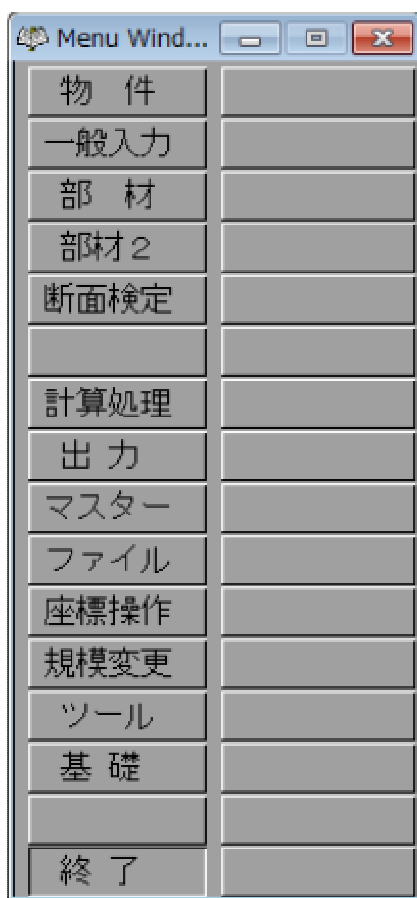 Menu Wind...
物 件
一般入力
部 材
部材2
断面検定
計算処理
出 力
マスター
ファイル
座標操作
規模変更
ツール
基 礎
終 了